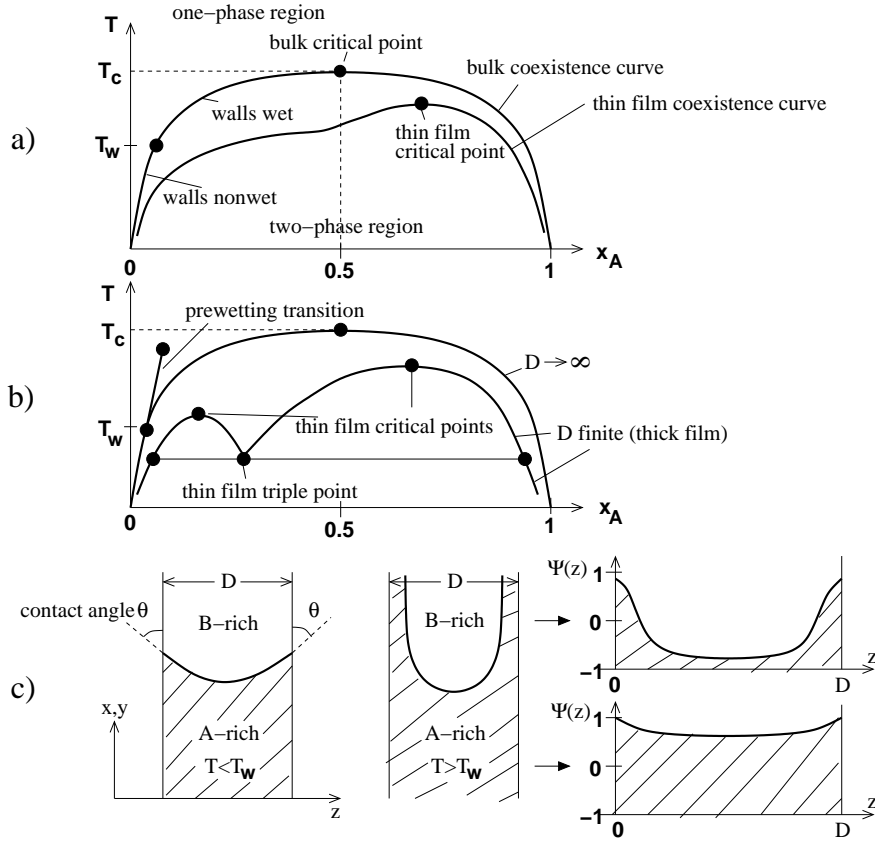 a)
T
one−phase region
bulk critical point
T_c
bulk coexistence curve
walls wet
thin film coexistence curve
thin film
critical point
T_w
walls nonwet
two−phase region
0
0.5
1
x_A
b)
T
prewetting transition
T_c
D → ∞
T_w
thin film critical points
D finite (thick film)
thin film triple point
0
0.5
1
x_A
c)
D
contact angle θ
θ
B−rich
A−rich
T<T_w
x,y
z
D
B−rich
A−rich
T>T_w
Ψ(z)
1
0
−1
0
D
z
Ψ(z)
1
0
−1
0
D
z